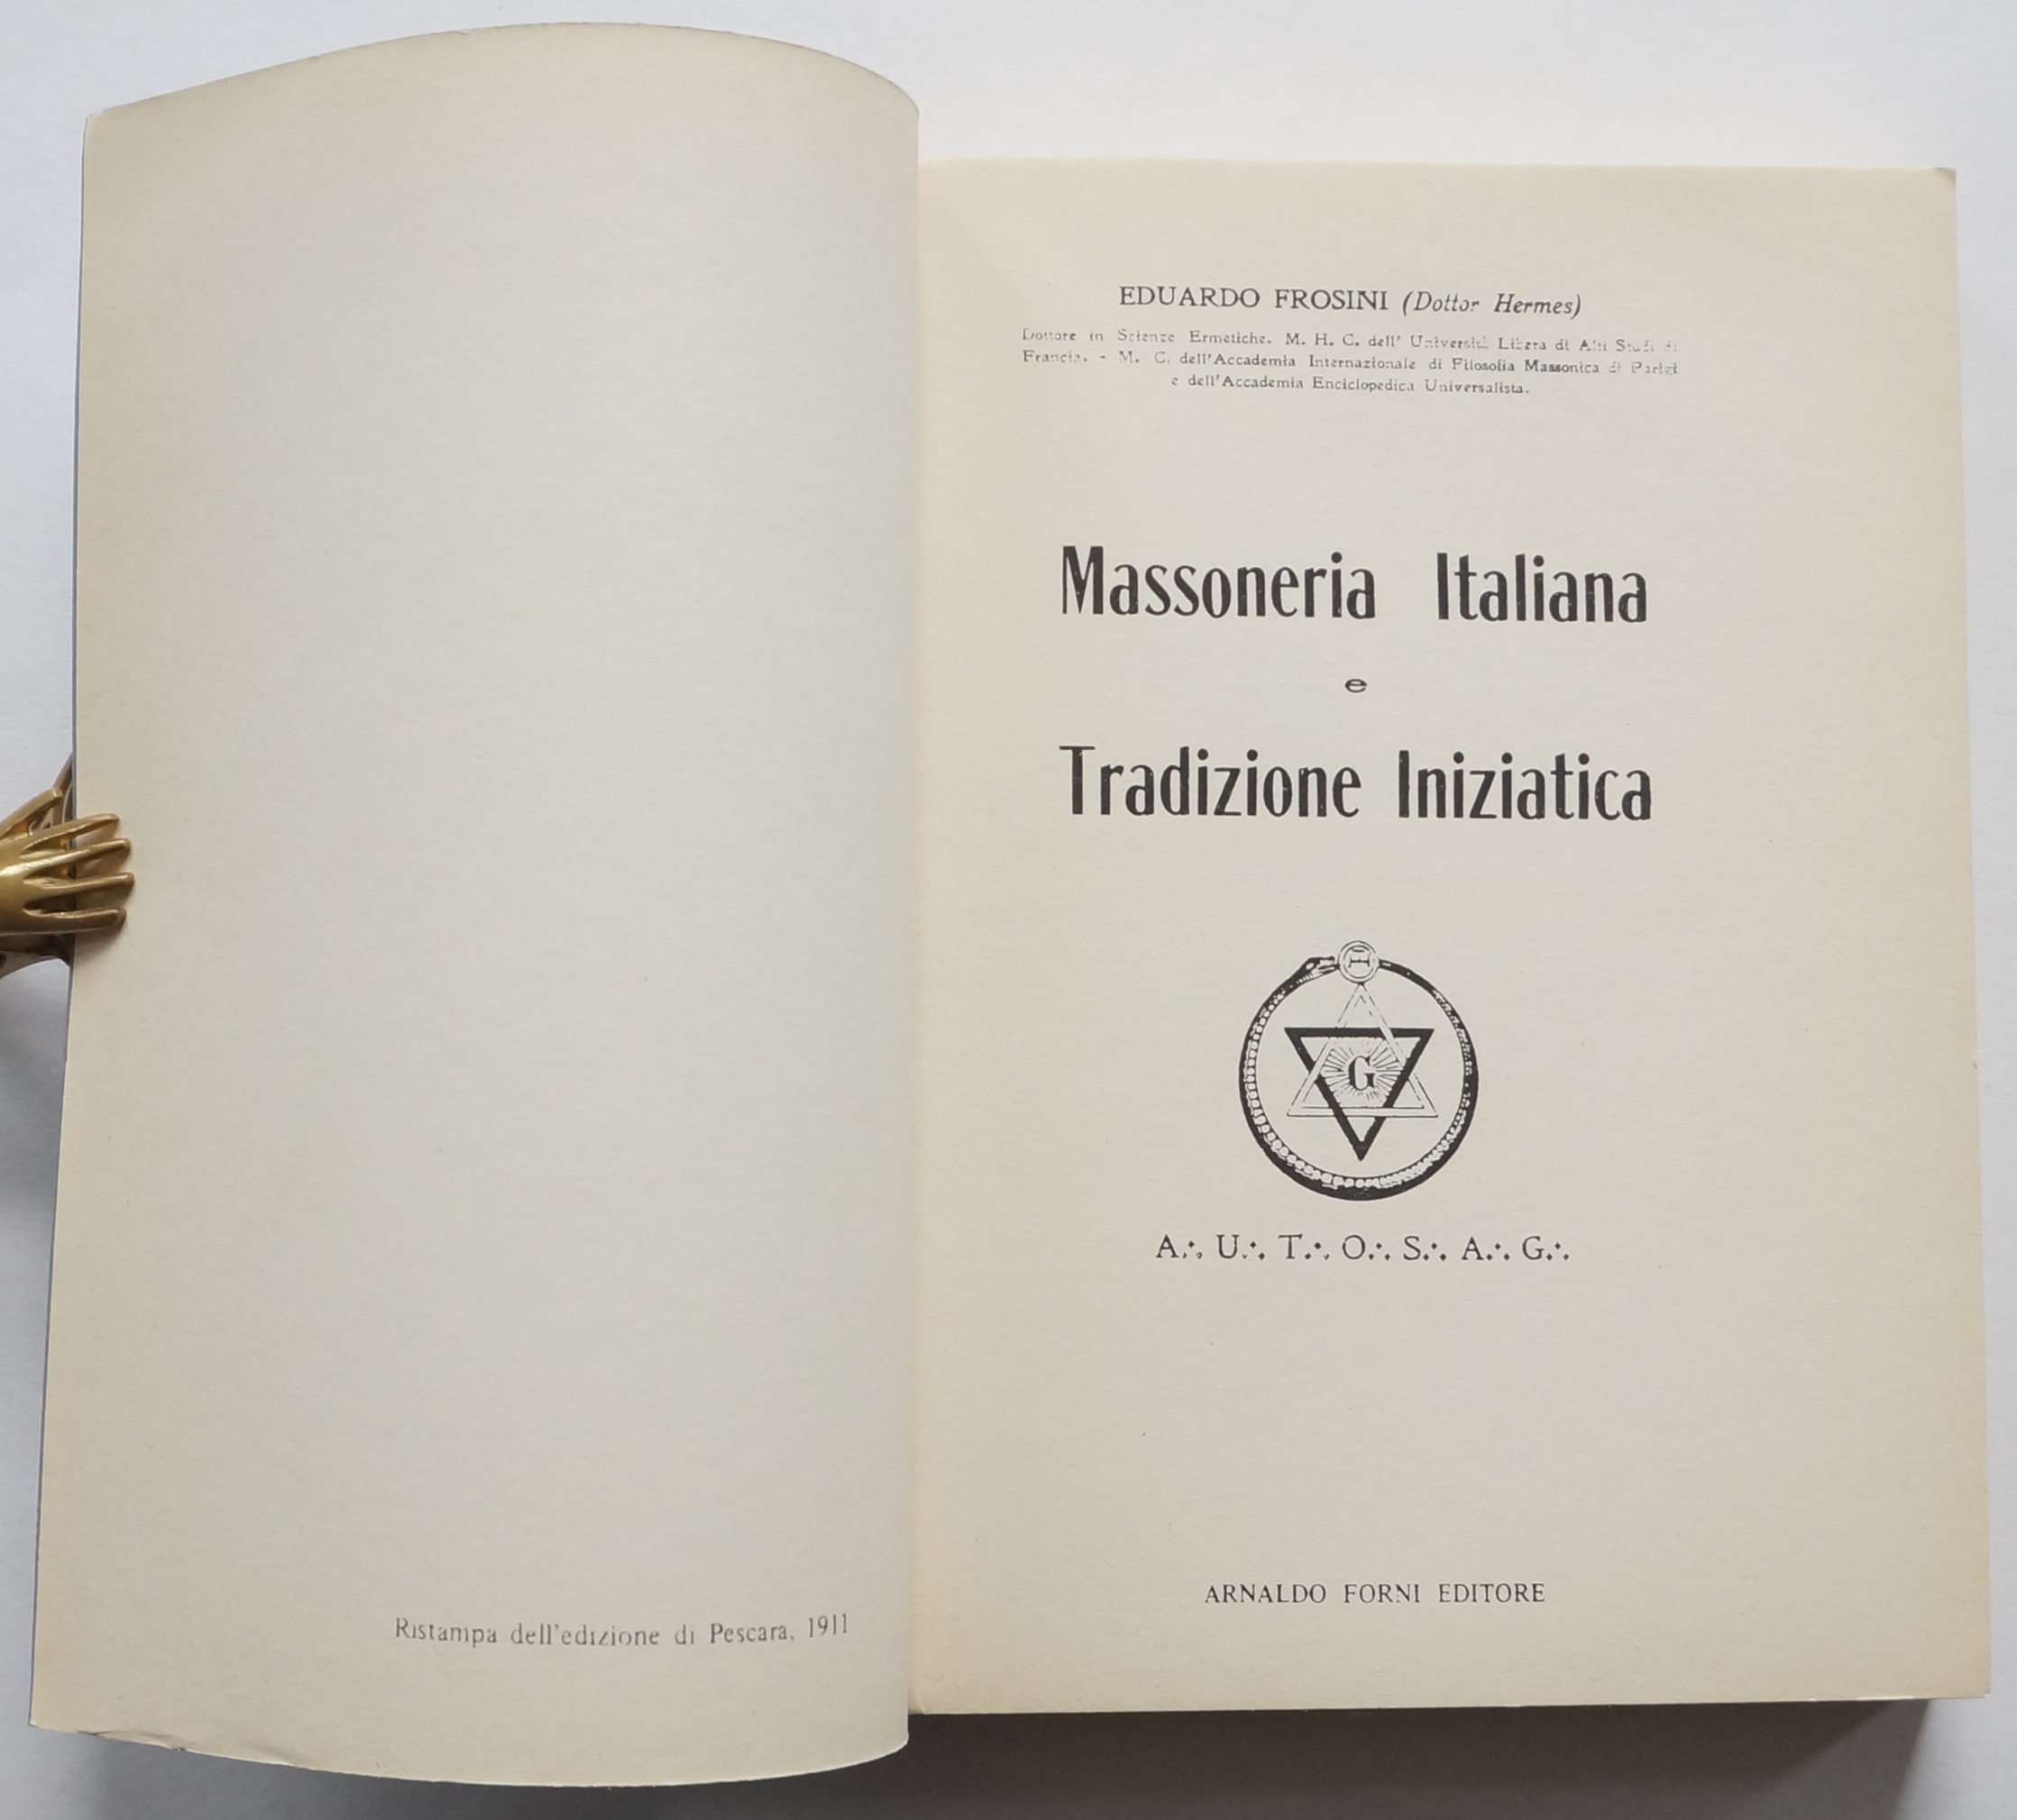 Ristampa dell'edizione di Pescara, 1911
EDUARDO FROSINI (Dottor Hermes)
Dottore in Scienze Ermetiche. M. H. C. dell' Università Libera di Alti Studi di
Francia. - M. C. dell'Accademia Internazionale di Filosofia Massonica di Parigi
e dell'Accademia Enciclopedica Universalista.
Massoneria Italiana
e
Tradizione Iniziatica
G
A∴ U∴ T∴ O∴ S∴ A∴ G∴
ARNALDO FORNI EDITORE